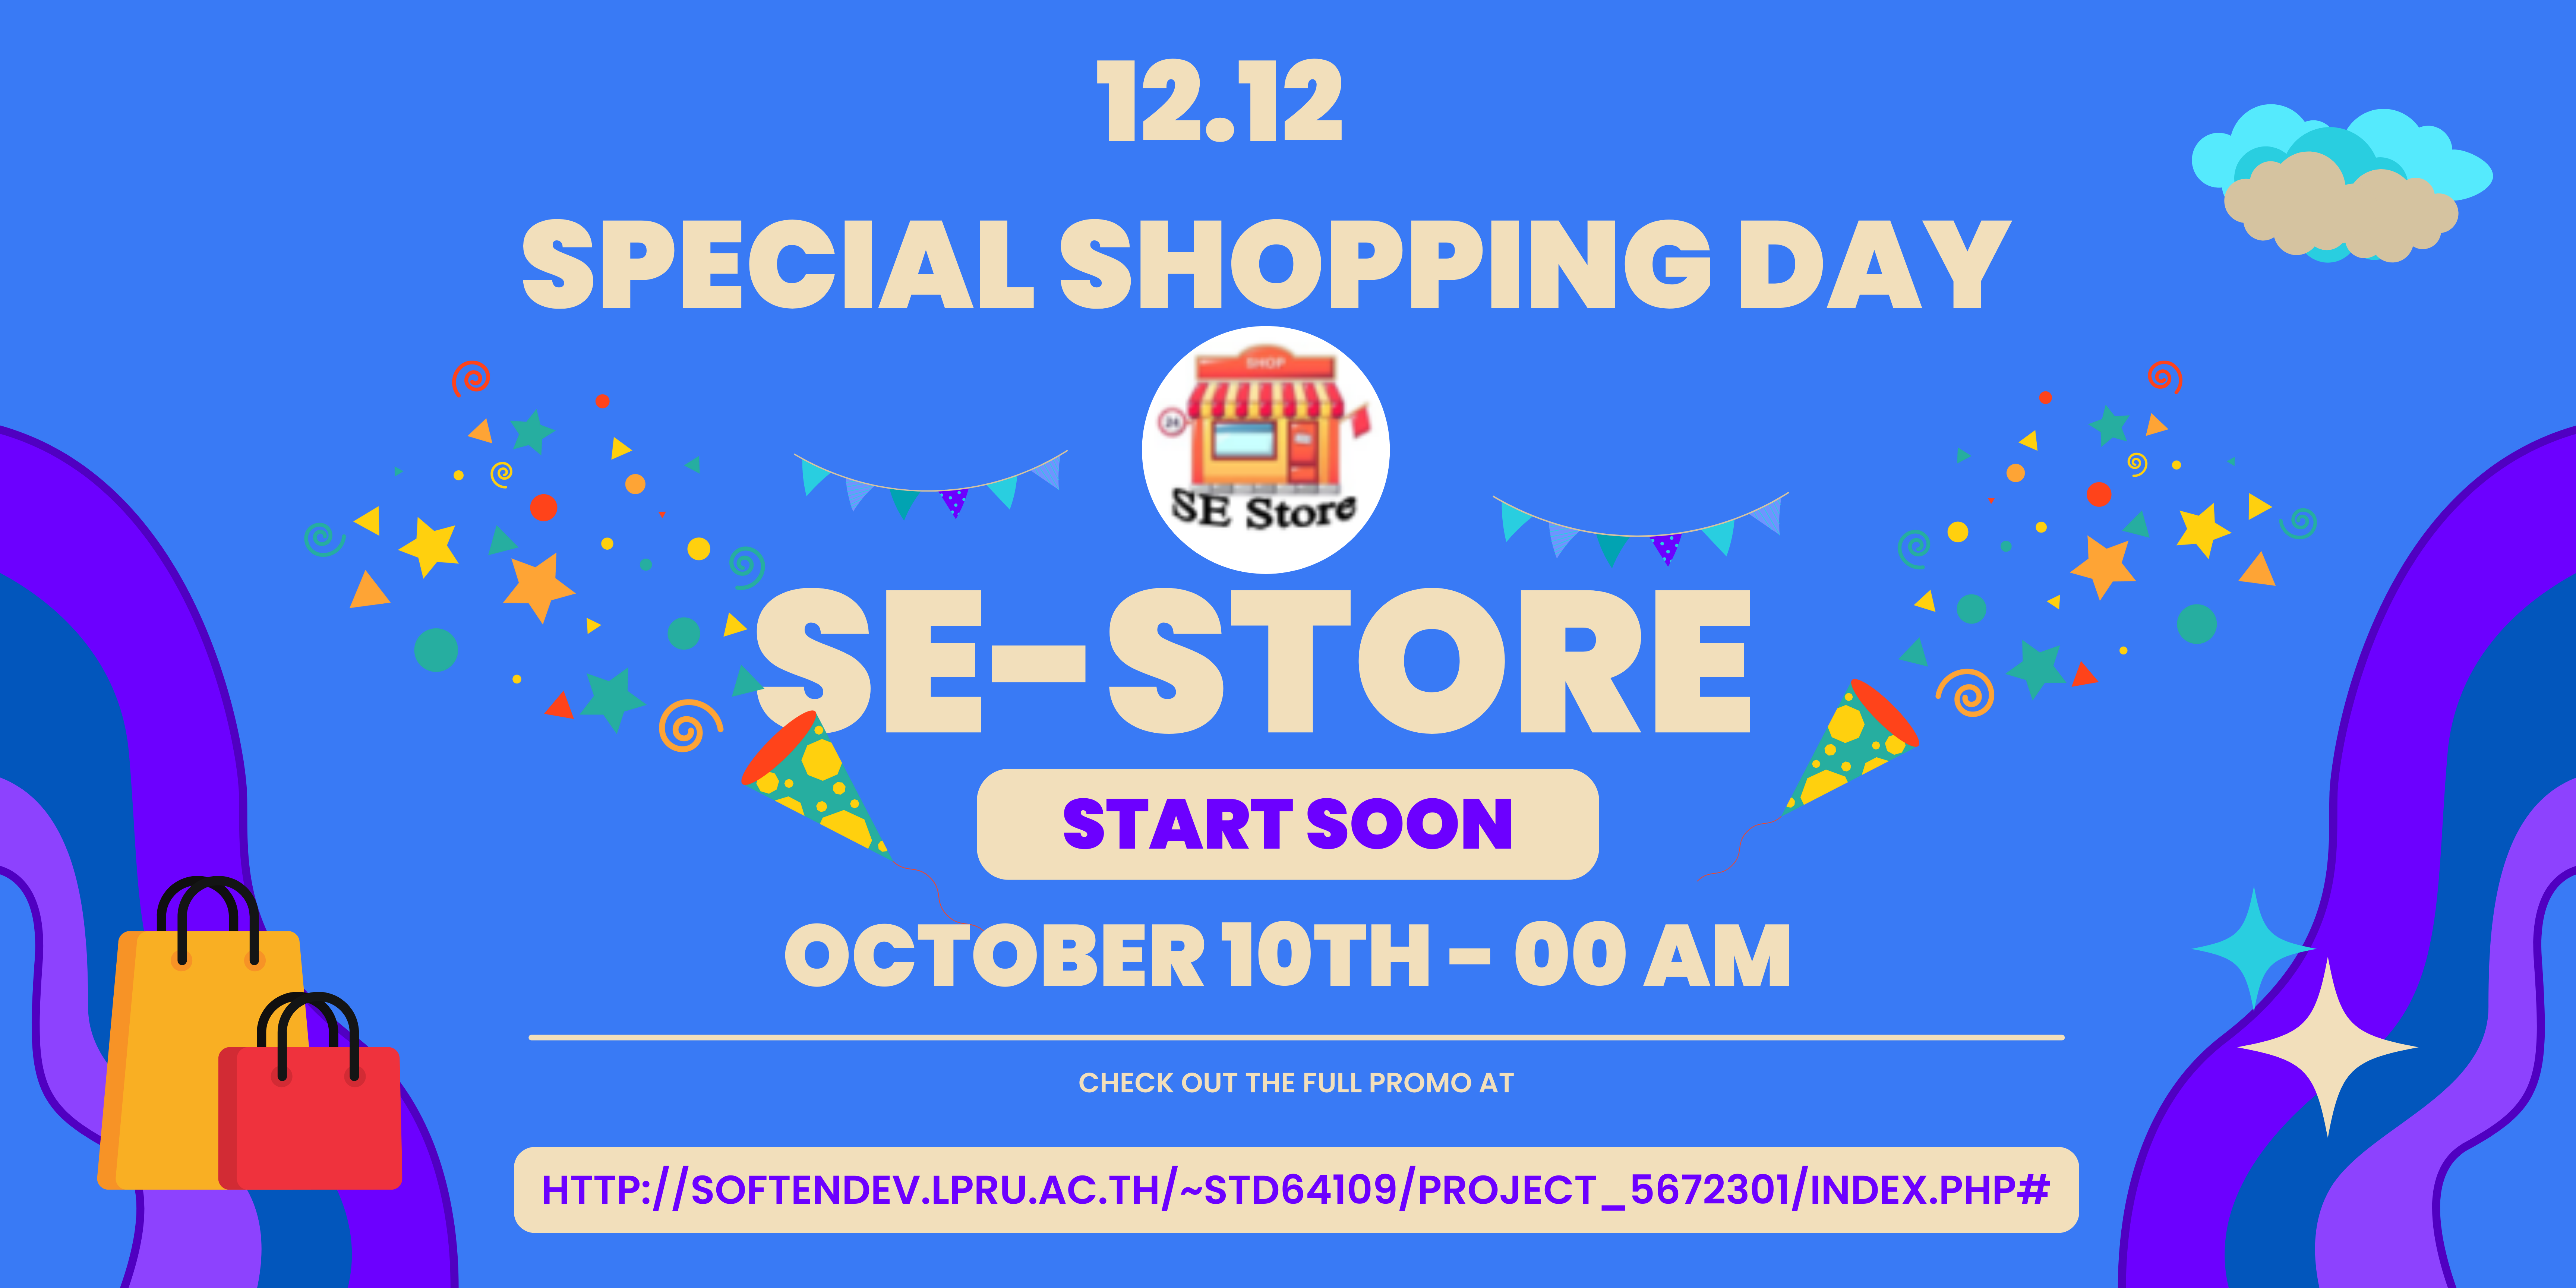 12.12
SPECIAL SHOPPING DAY
SHOP
24
SE Store
SE-STORE
START SOON
OCTOBER 10TH - 00 AM
CHECK OUT THE FULL PROMO AT
HTTP://SOFTENDEV.LPRU.AC.TH/~STD64109/PROJECT_5672301/INDEX.PHP#